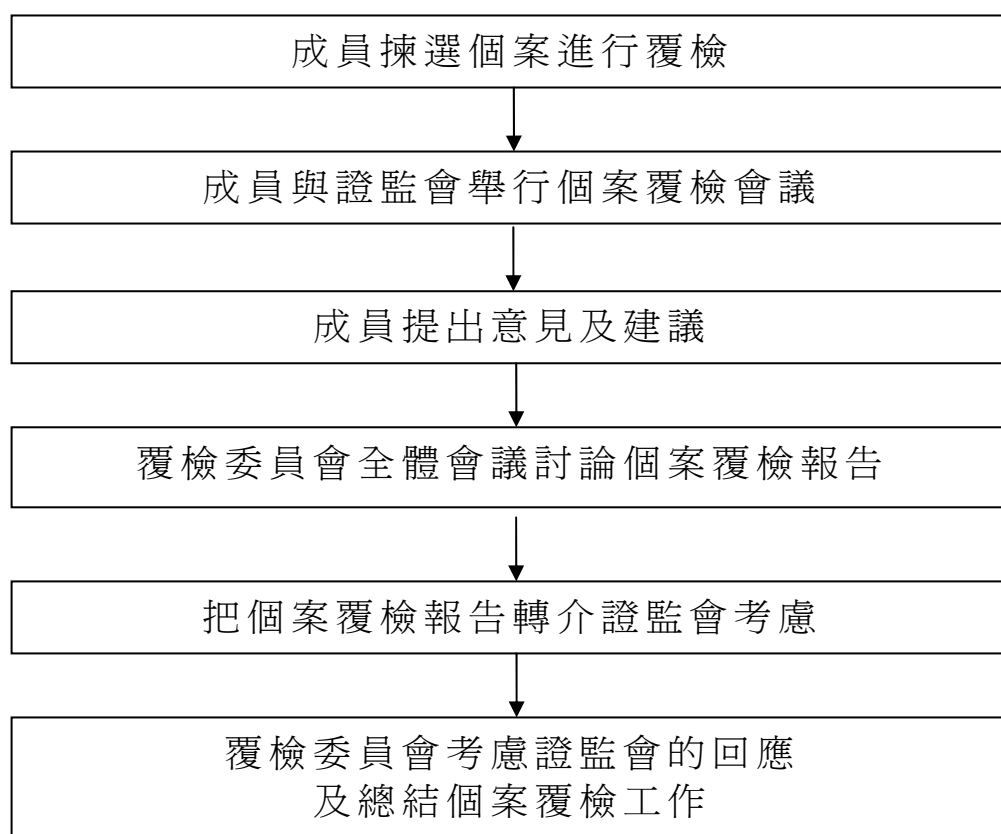 成員揀選個案進行覆檢
成員與證監會舉行個案覆檢會議
成員提出意見及建議
覆檢委員會全體會議討論個案覆檢報告
把個案覆檢報告轉介證監會考慮
覆檢委員會考慮證監會的回應
及總結個案覆檢工作